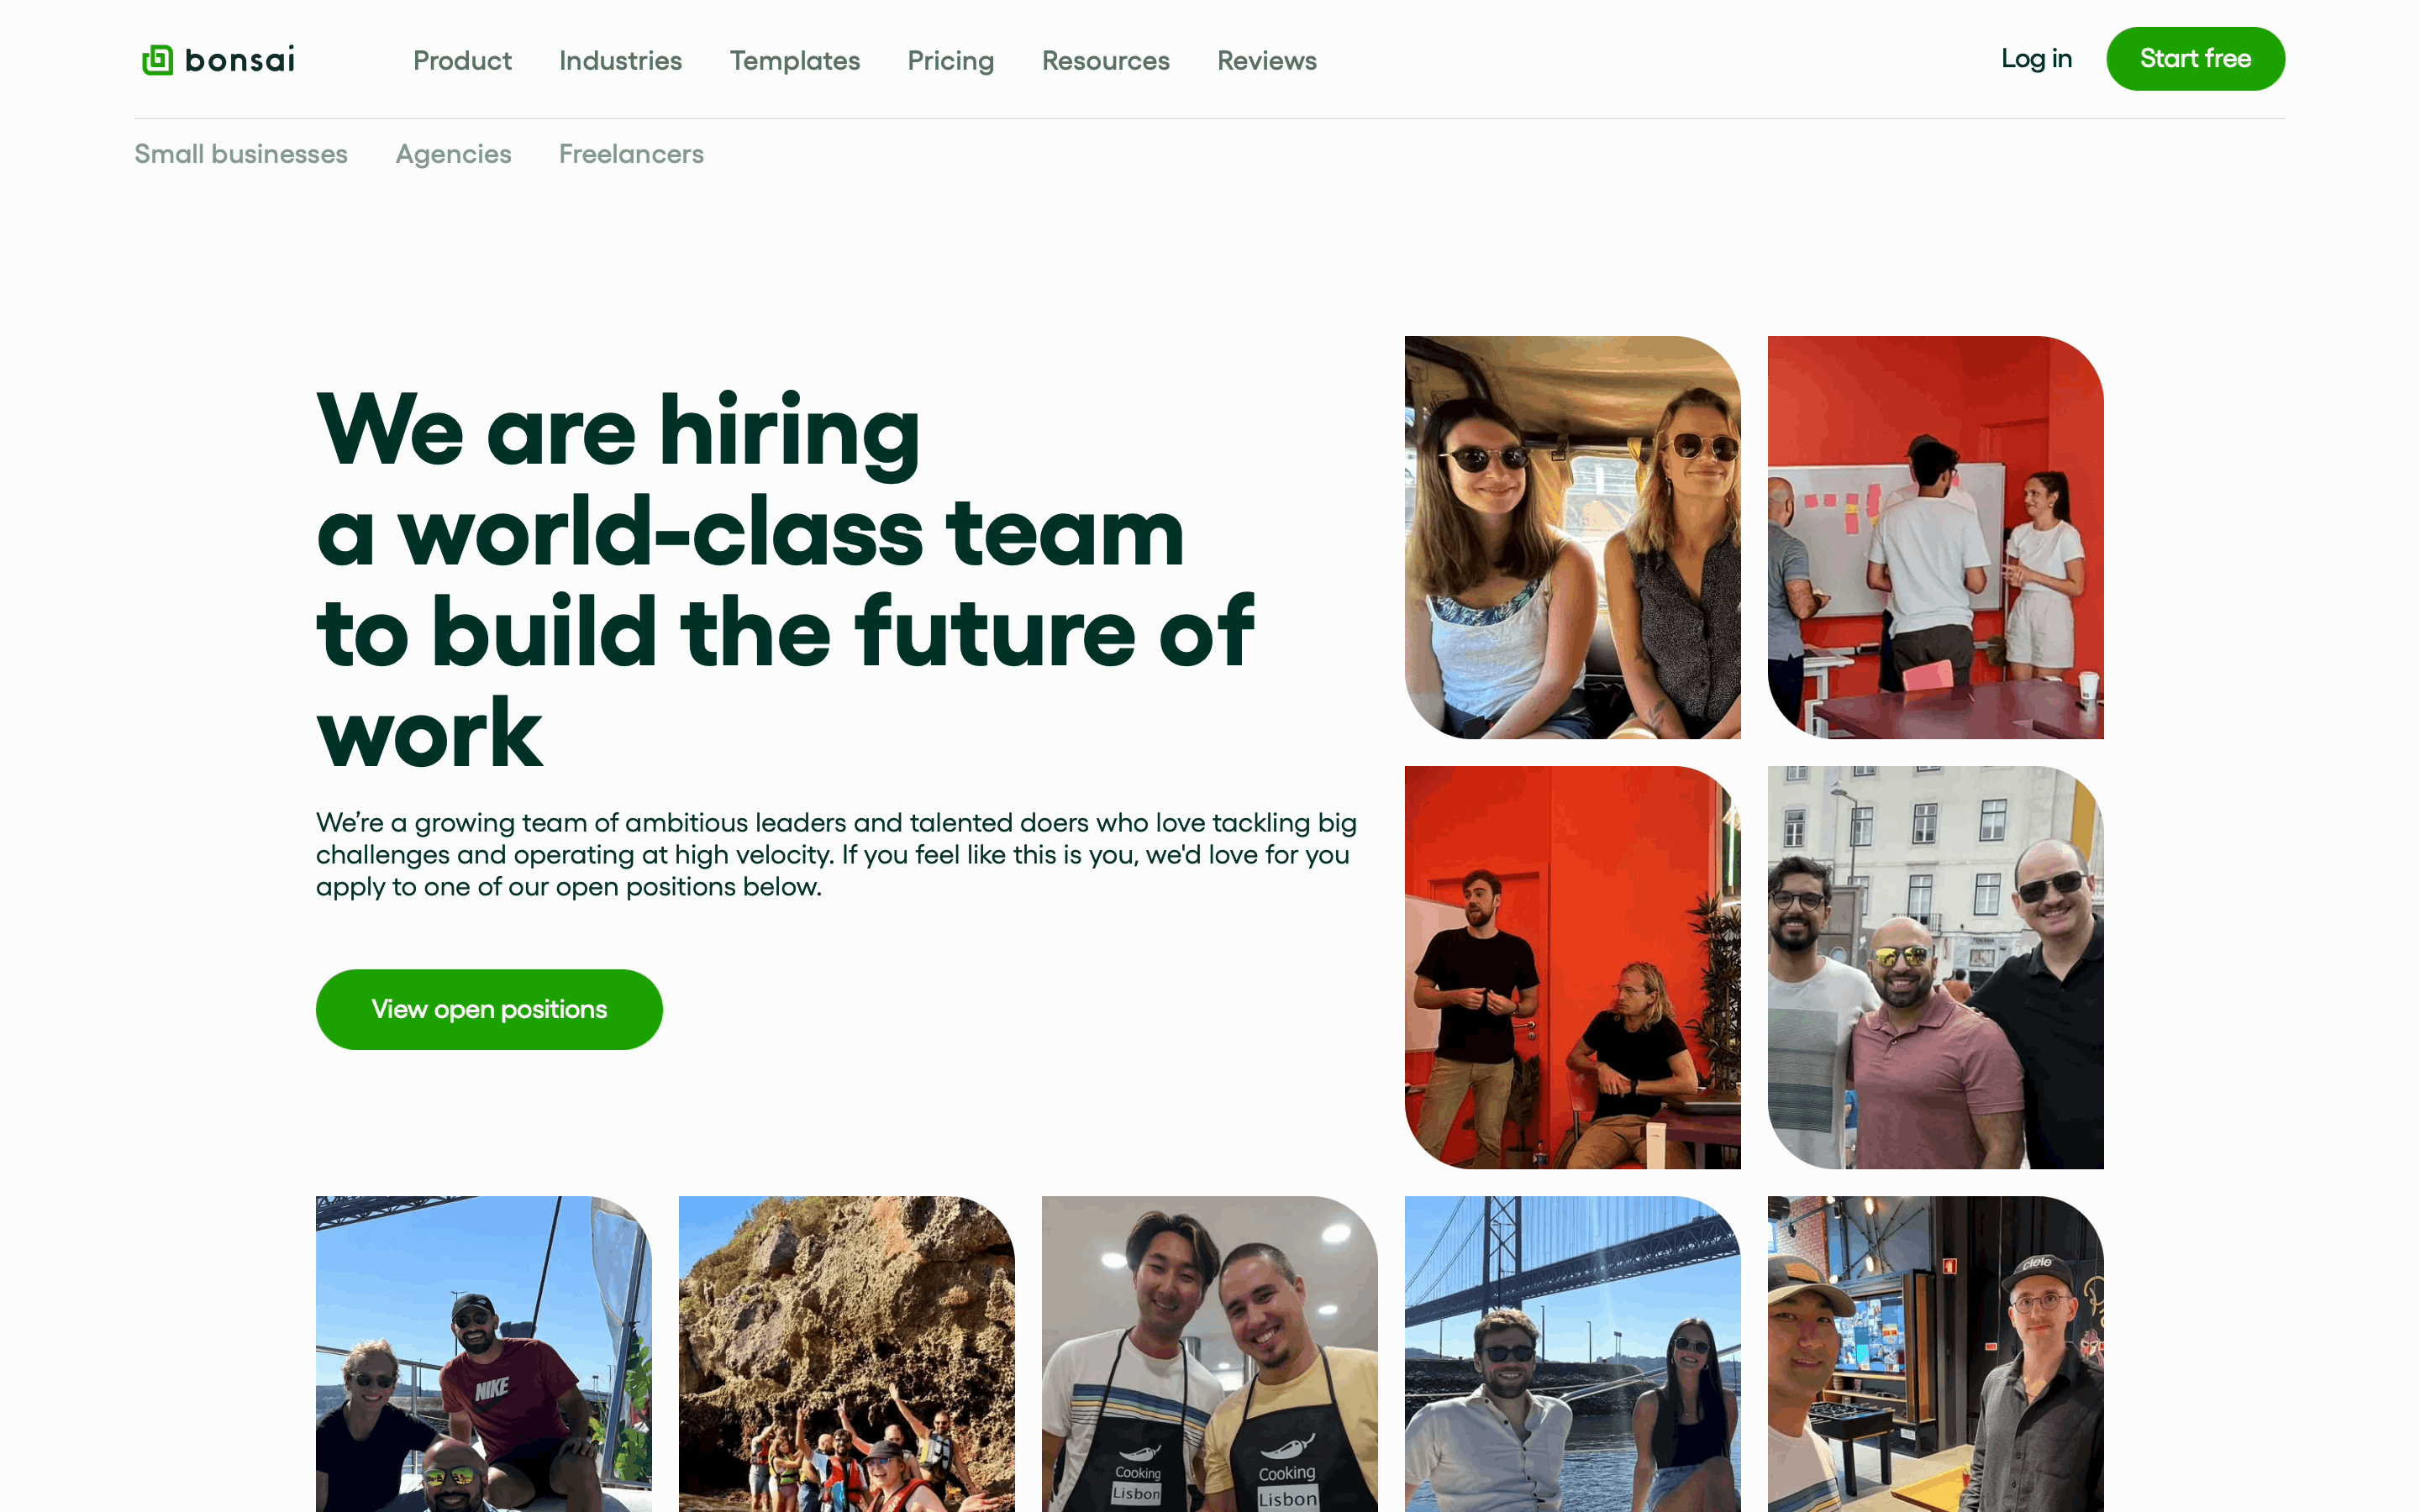 bonsai
Product
Industries
Templates
Pricing
Resources
Reviews
Log in
Start free
Small businesses
Agencies
Freelancers
We are hiring
a world-class team
to build the future of
work
We’re a growing team of ambitious leaders and talented doers who love tackling big
challenges and operating at high velocity. If you feel like this is you, we'd love for you
apply to one of our open positions below.
View open positions
NIKE
Cooking
Lisbon
Cooking
Lisbon
ciele